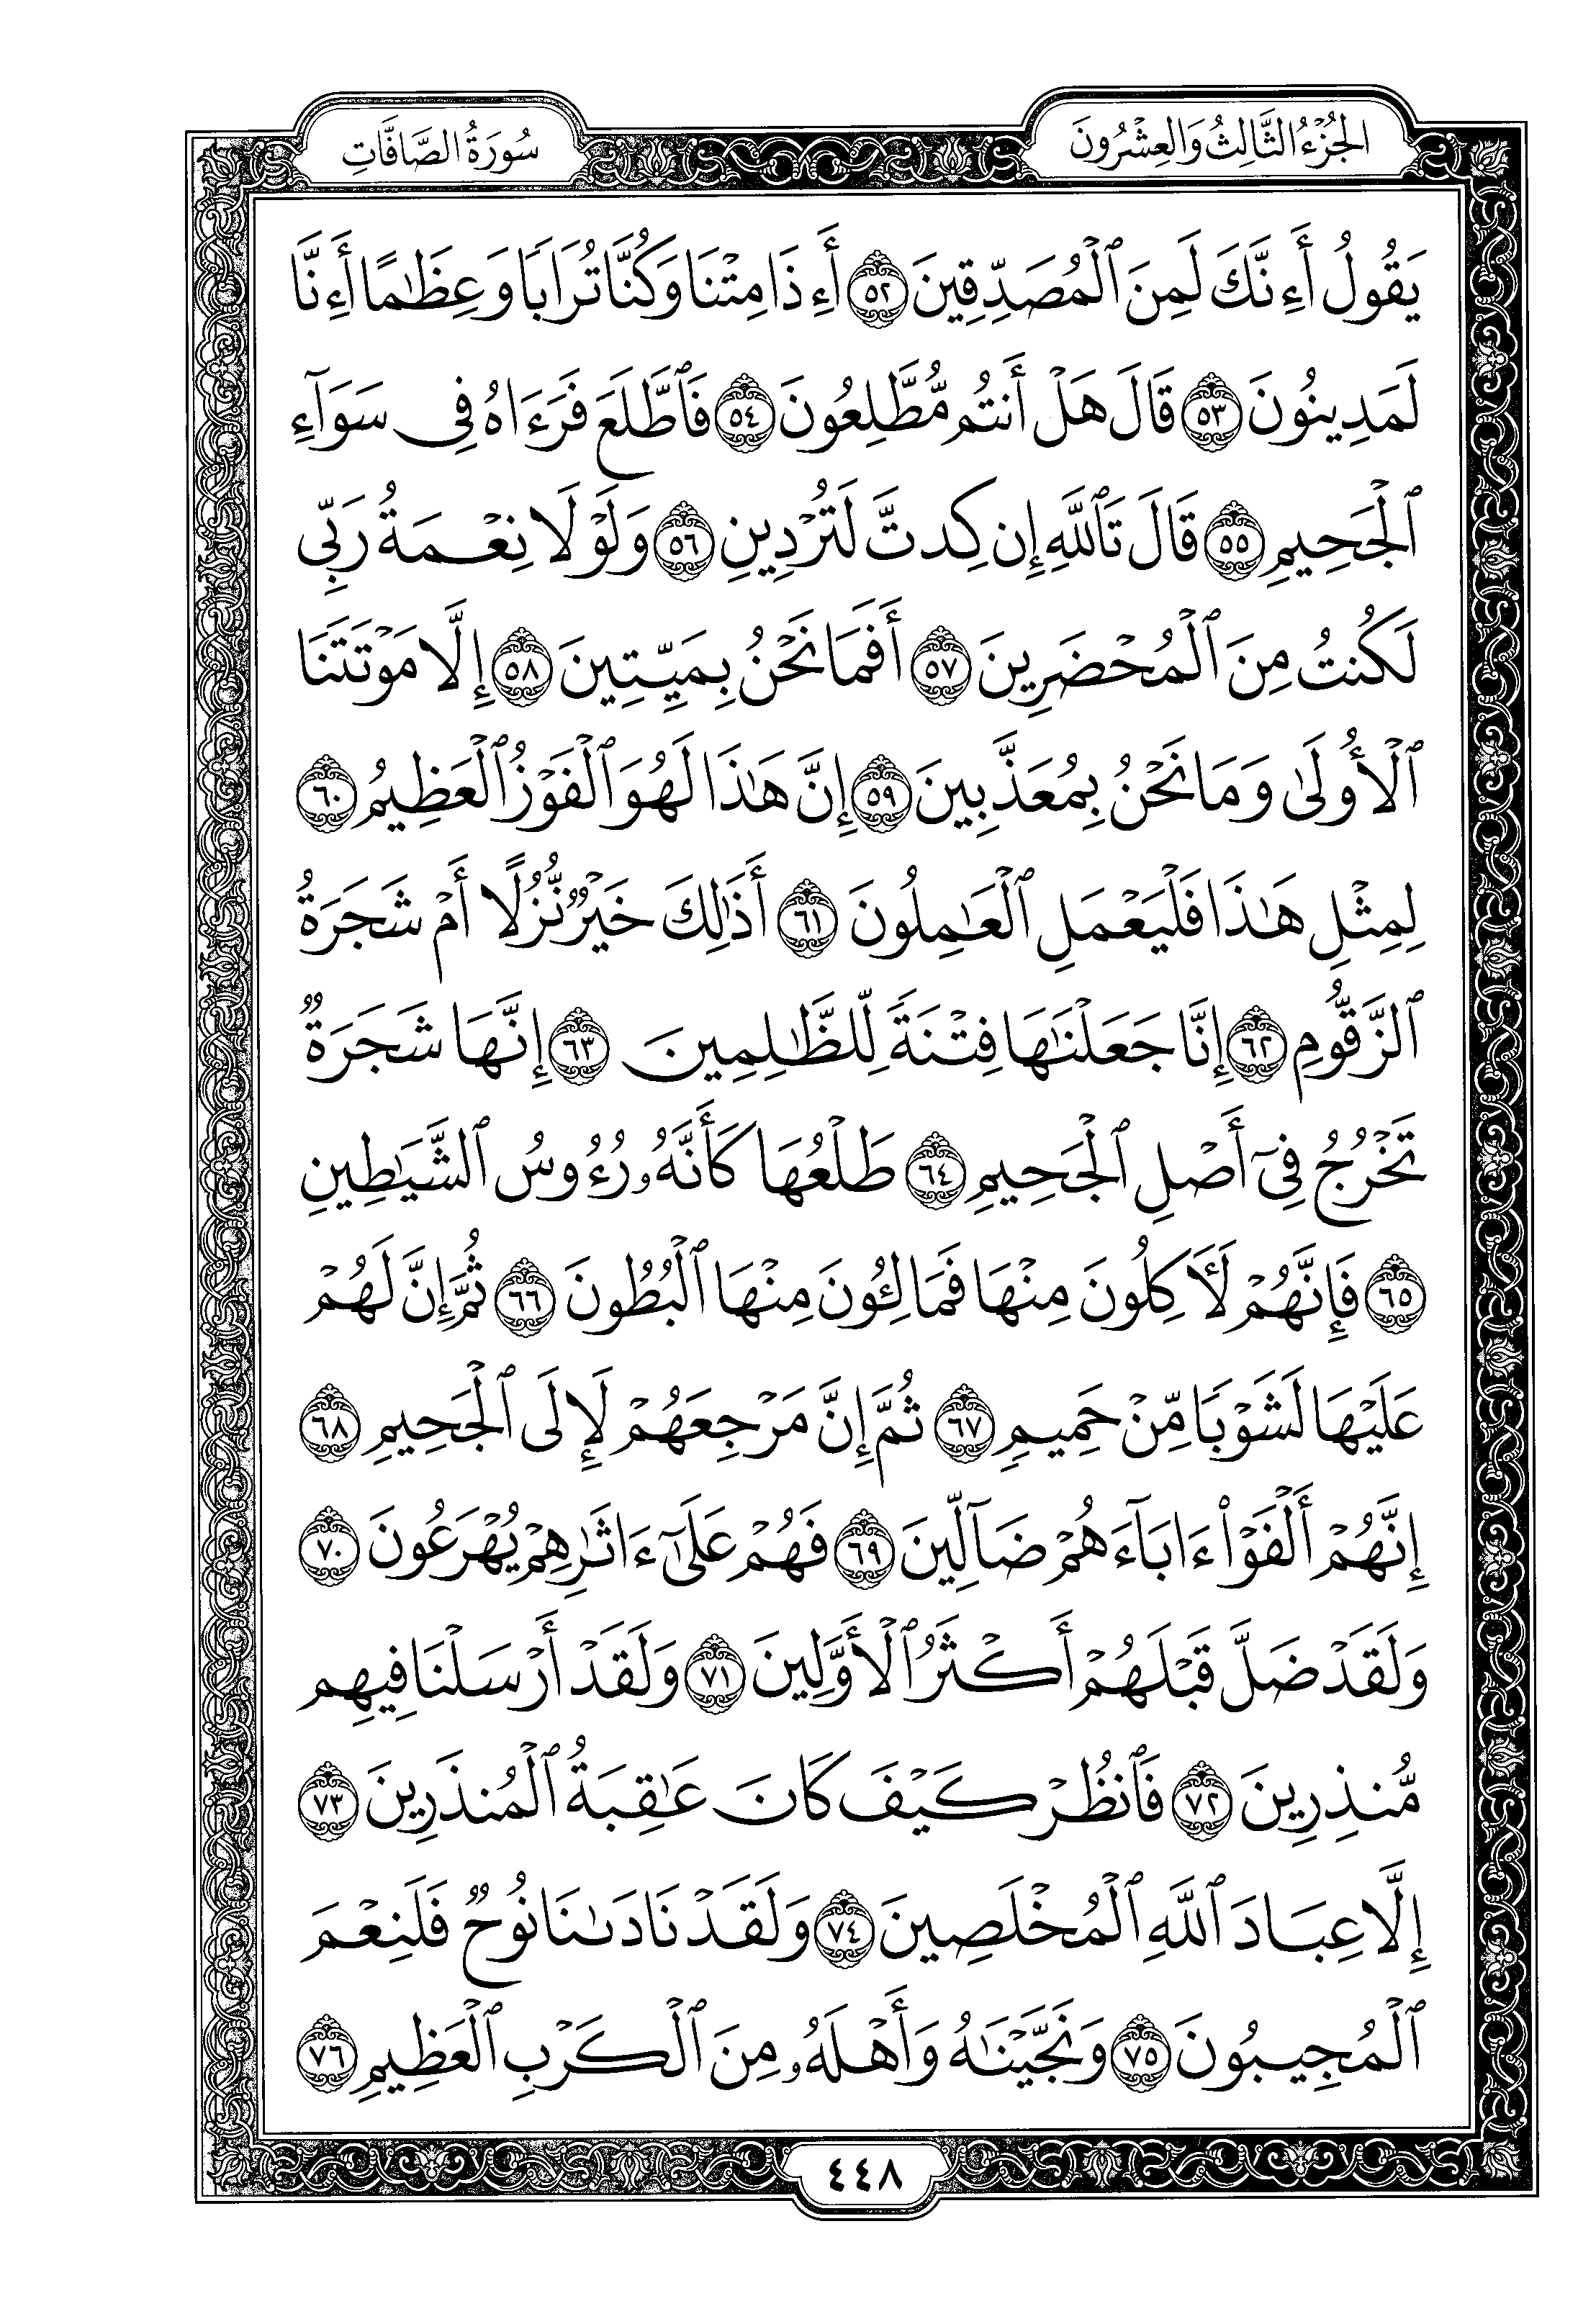 الجُزْءُ الثَّالِثُ وَالعِشْرُونَ
سُورَةُ الصَّافَّاتِ
يَقُولُ أَءِنَّكَ لَمِنَ ٱلْمُصَدِّقِينَ ٥٢ أَءِذَا مِتْنَا وَكُنَّا تُرَابًا وَعِظَٰمًا أَءِنَّا
لَمَدِينُونَ ٥٣ قَالَ هَلْ أَنتُم مُّطَّلِعُونَ ٥٤ فَٱطَّلَعَ فَرَءَاهُ فِى سَوَآءِ
ٱلْجَحِيمِ ٥٥ قَالَ تَٱللَّهِ إِن كِدتَّ لَتُرْدِينِ ٥٦ وَلَوْلَا نِعْمَةُ رَبِّى
لَكُنتُ مِنَ ٱلْمُحْضَرِينَ ٥٧ أَفَمَا نَحْنُ بِمَيِّتِينَ ٥٨ إِلَّا مَوْتَتَنَا
ٱلْأُولَىٰ وَمَا نَحْنُ بِمُعَذَّبِينَ ٥٩ إِنَّ هَٰذَا لَهُوَ ٱلْفَوْزُ ٱلْعَظِيمُ ٦٠
لِمِثْلِ هَٰذَا فَلْيَعْمَلِ ٱلْعَٰمِلُونَ ٦١ أَذَٰلِكَ خَيْرٌ نُّزُلًا أَمْ شَجَرَةُ
ٱلزَّقُّومِ ٦٢ إِنَّا جَعَلْنَٰهَا فِتْنَةً لِّلظَّٰلِمِينَ ٦٣ إِنَّهَا شَجَرَةٌ
تَخْرُجُ فِىٓ أَصْلِ ٱلْجَحِيمِ ٦٤ طَلْعُهَا كَأَنَّهُۥ رُءُوسُ ٱلشَّيَٰطِينِ
٦٥ فَإِنَّهُمْ لَءَاكِلُونَ مِنْهَا فَمَالِـُٔونَ مِنْهَا ٱلْبُطُونَ ٦٦ ثُمَّ إِنَّ لَهُمْ
عَلَيْهَا لَشَوْبًا مِّنْ حَمِيمٍ ٦٧ ثُمَّ إِنَّ مَرْجِعَهُمْ لَإِلَى ٱلْجَحِيمِ ٦٨
إِنَّهُمْ أَلْفَوْا۟ ءَابَآءَهُمْ ضَآلِّينَ ٦٩ فَهُمْ عَلَىٰٓ ءَاثَٰرِهِمْ يُهْرَعُونَ ٧٠
وَلَقَدْ ضَلَّ قَبْلَهُمْ أَكْثَرُ ٱلْأَوَّلِينَ ٧١ وَلَقَدْ أَرْسَلْنَا فِيهِم
مُّنذِرِينَ ٧٢ فَٱنظُرْ كَيْفَ كَانَ عَٰقِبَةُ ٱلْمُنذَرِينَ ٧٣
إِلَّا عِبَادَ ٱللَّهِ ٱلْمُخْلَصِينَ ٧٤ وَلَقَدْ نَادَىٰنَا نُوحٌ فَلَنِعْمَ
ٱلْمُجِيبُونَ ٧٥ وَنَجَّيْنَٰهُ وَأَهْلَهُۥ مِنَ ٱلْكَرْبِ ٱلْعَظِيمِ ٧٦
٤٤٨